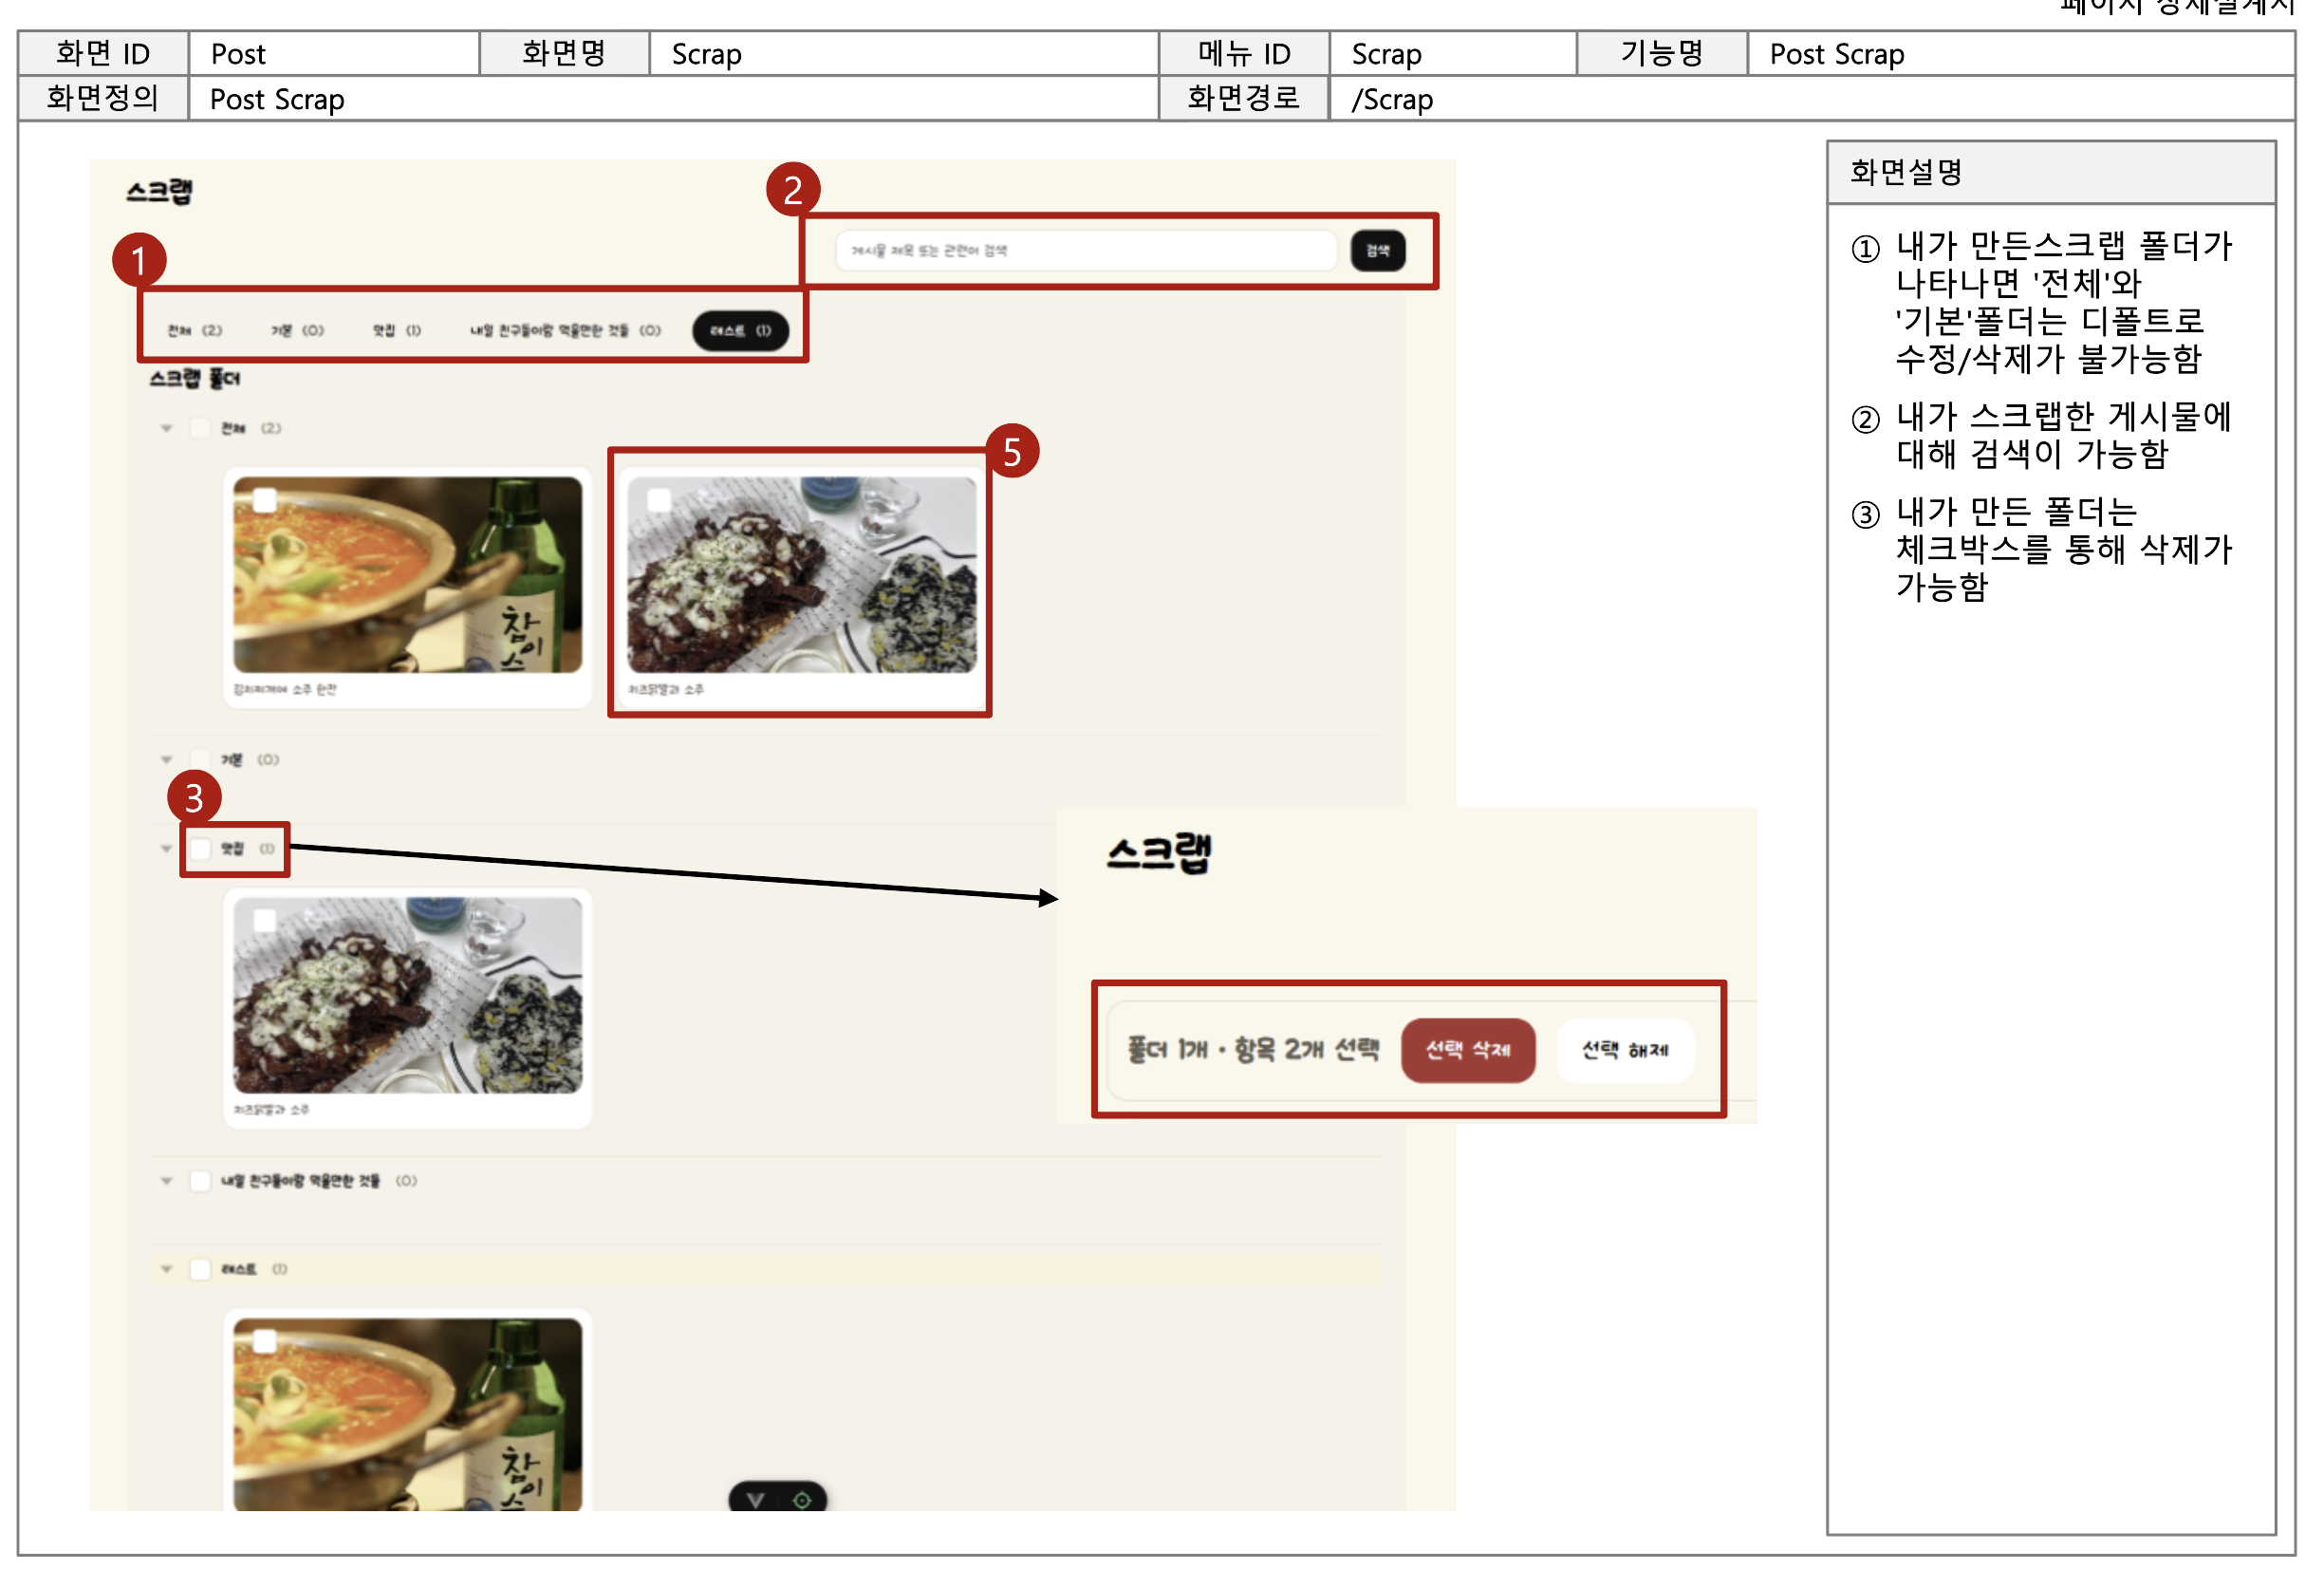 페이지 상세설계서
화면 ID Post 화면명 Scrap 메뉴 ID Scrap 기능명 Post Scrap
화면정의 Post Scrap 화면경로 /Scrap
스크랩
2
게시물 제목 또는 관련어 검색 검색
1
전체 (2) 기본 (0) 맛집 (1) 내일 친구들이랑 먹을만한 것들 (0) 테스트 (1)
스크랩 폴더
전체 (2)
5
참이스
김치찌개에 소주 한잔
치즈닭발과 소주
기본 (0)
3
맛집 (1)
치즈닭발과 소주
스크랩
폴더 1개 · 항목 2개 선택 선택 삭제 선택 해제
내일 친구들이랑 먹을만한 것들 (0)
테스트 (1)
참이스
화면설명
① 내가 만든스크랩 폴더가
나타나면 '전체'와
'기본'폴더는 디폴트로
수정/삭제가 불가능함
② 내가 스크랩한 게시물에
대해 검색이 가능함
③ 내가 만든 폴더는
체크박스를 통해 삭제가
가능함